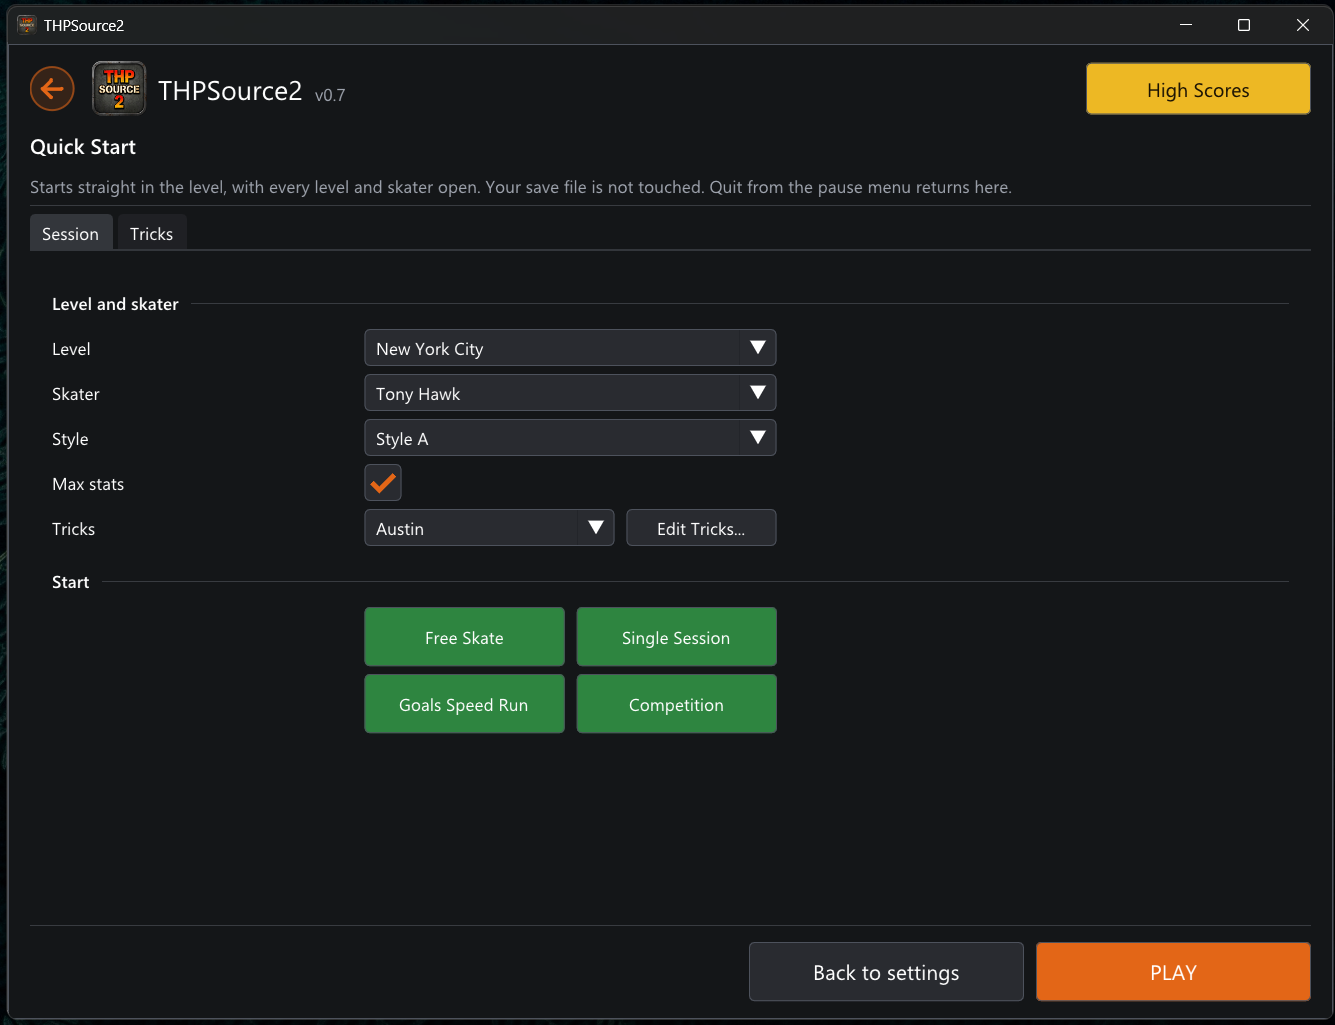 THPSource2
THP
SOURCE
2
THPSource2 v0.7
High Scores
Quick Start
Starts straight in the level, with every level and skater open. Your save file is not touched. Quit from the pause menu returns here.
Session Tricks
Level and skater
Level New York City
Skater Tony Hawk
Style Style A
Max stats
Tricks Austin Edit Tricks...
Start
Free Skate Single Session
Goals Speed Run Competition
Back to settings PLAY